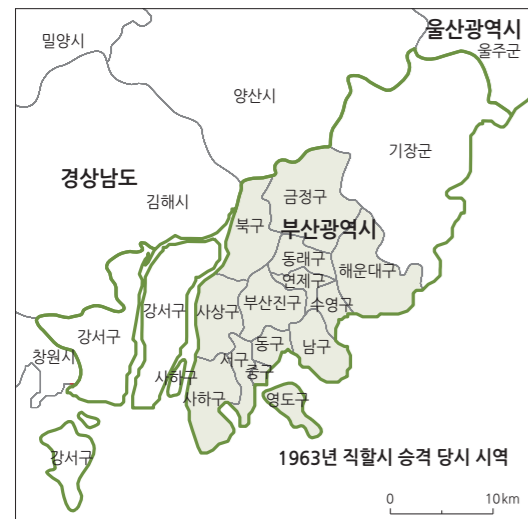 울산광역시
밀양시
울주군
양산시
기장군
경상남도
금정구
김해시
북구
부산광역시
동래구
해운대구
연제구
강서구
사상구
부산진구
수영구
강서구
동구
남구
창원시
서구
중구
사하구
사하구
영도구
강서구
1963년 직할시 승격 당시 시역
0
10km